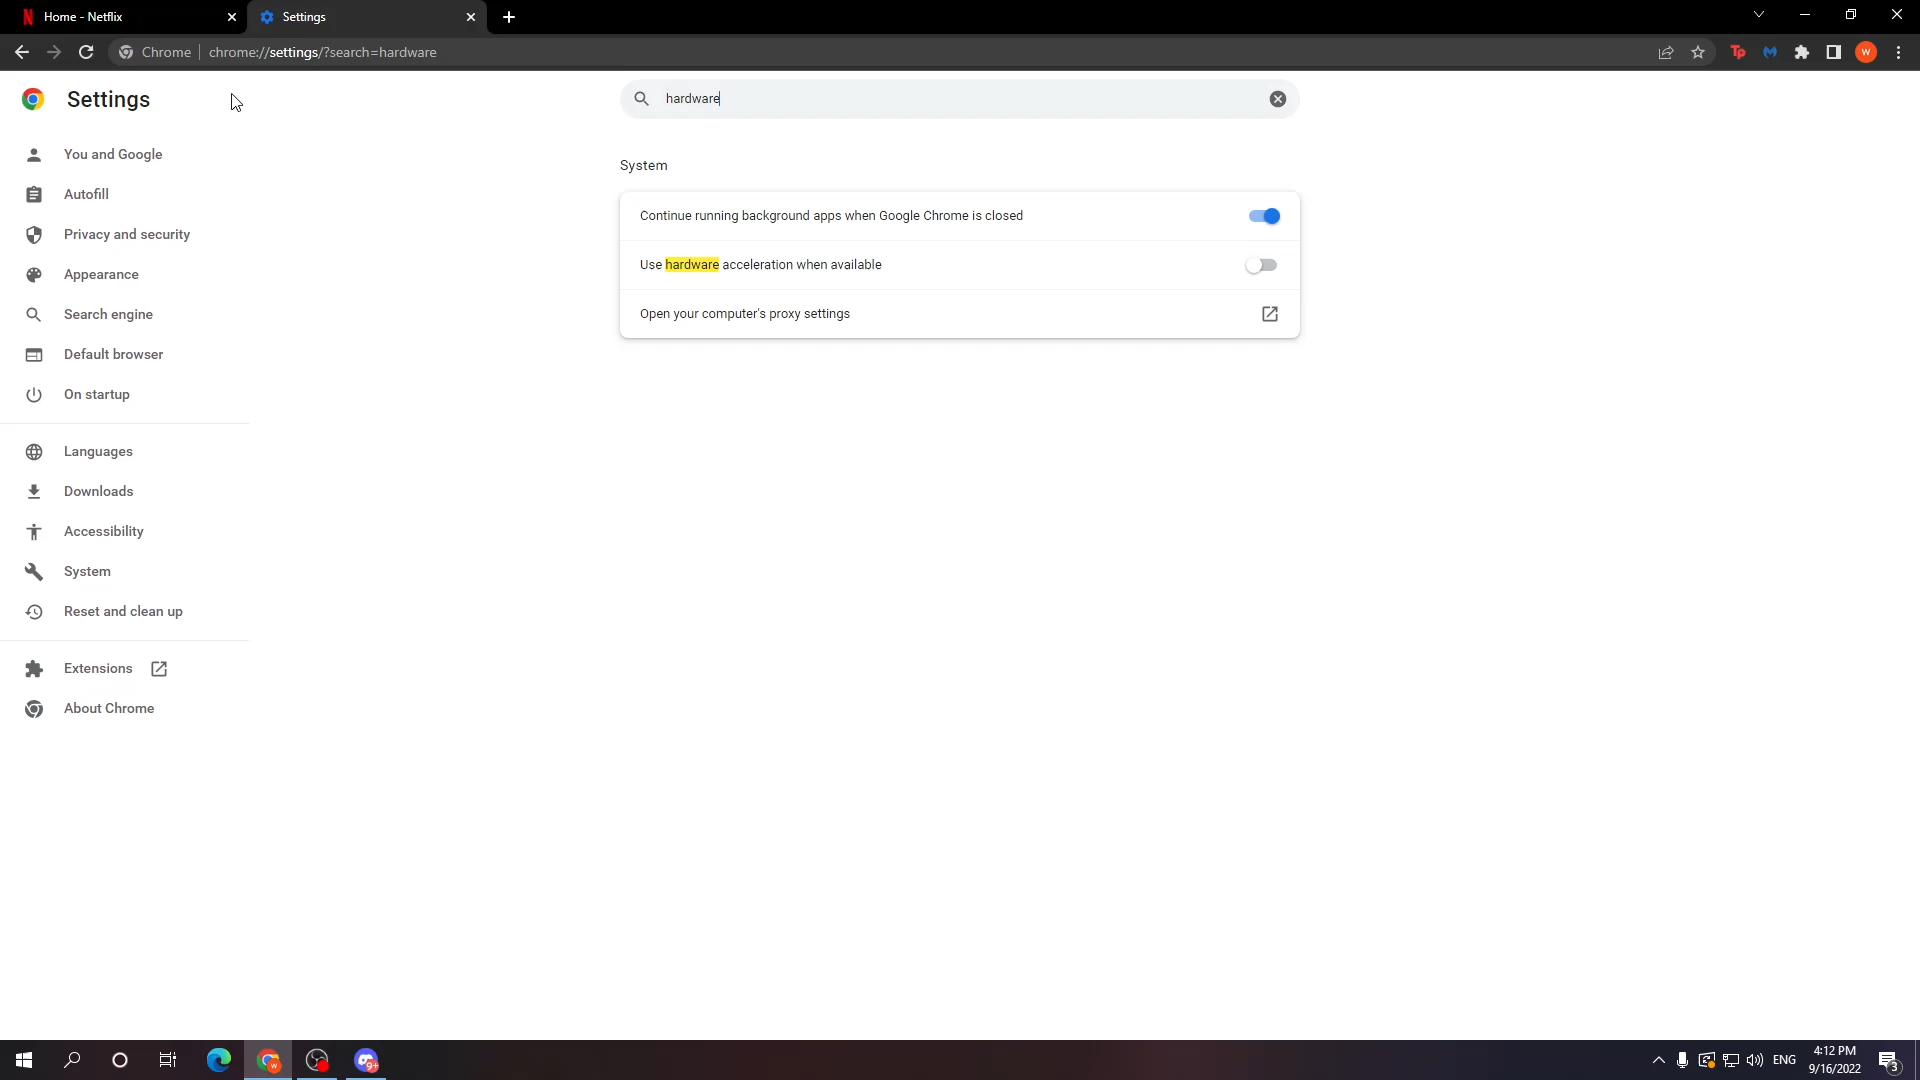 Home - Netflix
Settings
Chrome
chrome://settings/?search=hardware
Tp
W
Settings
hardware
You and Google
Autofill
Privacy and security
Appearance
Search engine
Default browser
On startup
Languages
Downloads
Accessibility
System
Reset and clean up
Extensions
About Chrome
System
Continue running background apps when Google Chrome is closed
Use hardware acceleration when available
Open your computer's proxy settings
W
9+
ENG
4:12 PM
9/16/2022
3